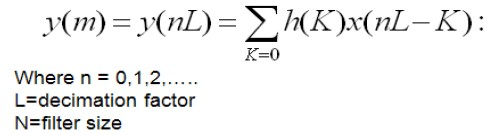 y(m) = y(nL) = ∑ h(K)x(nL−K) :
K=0
Where n = 0,1,2,.....
L=decimation factor
N=filter size